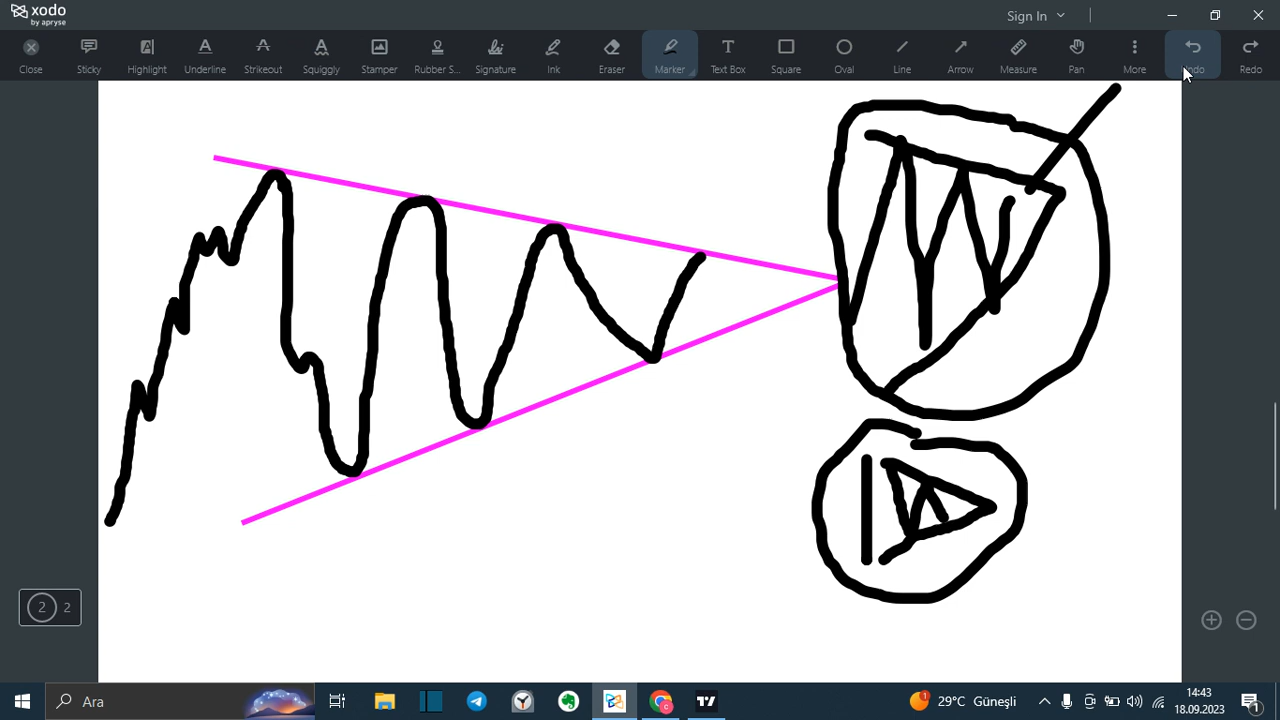 xodo
by apryse
Sign In
Close
Sticky
Highlight
Underline
Strikeout
Squiggly
Stamper
Rubber S...
Signature
Ink
Eraser
Marker
Text Box
Square
Oval
Line
Arrow
Measure
Pan
More
Redo
2 2
Ara
29°C Güneşli
14:43
18.09.2023